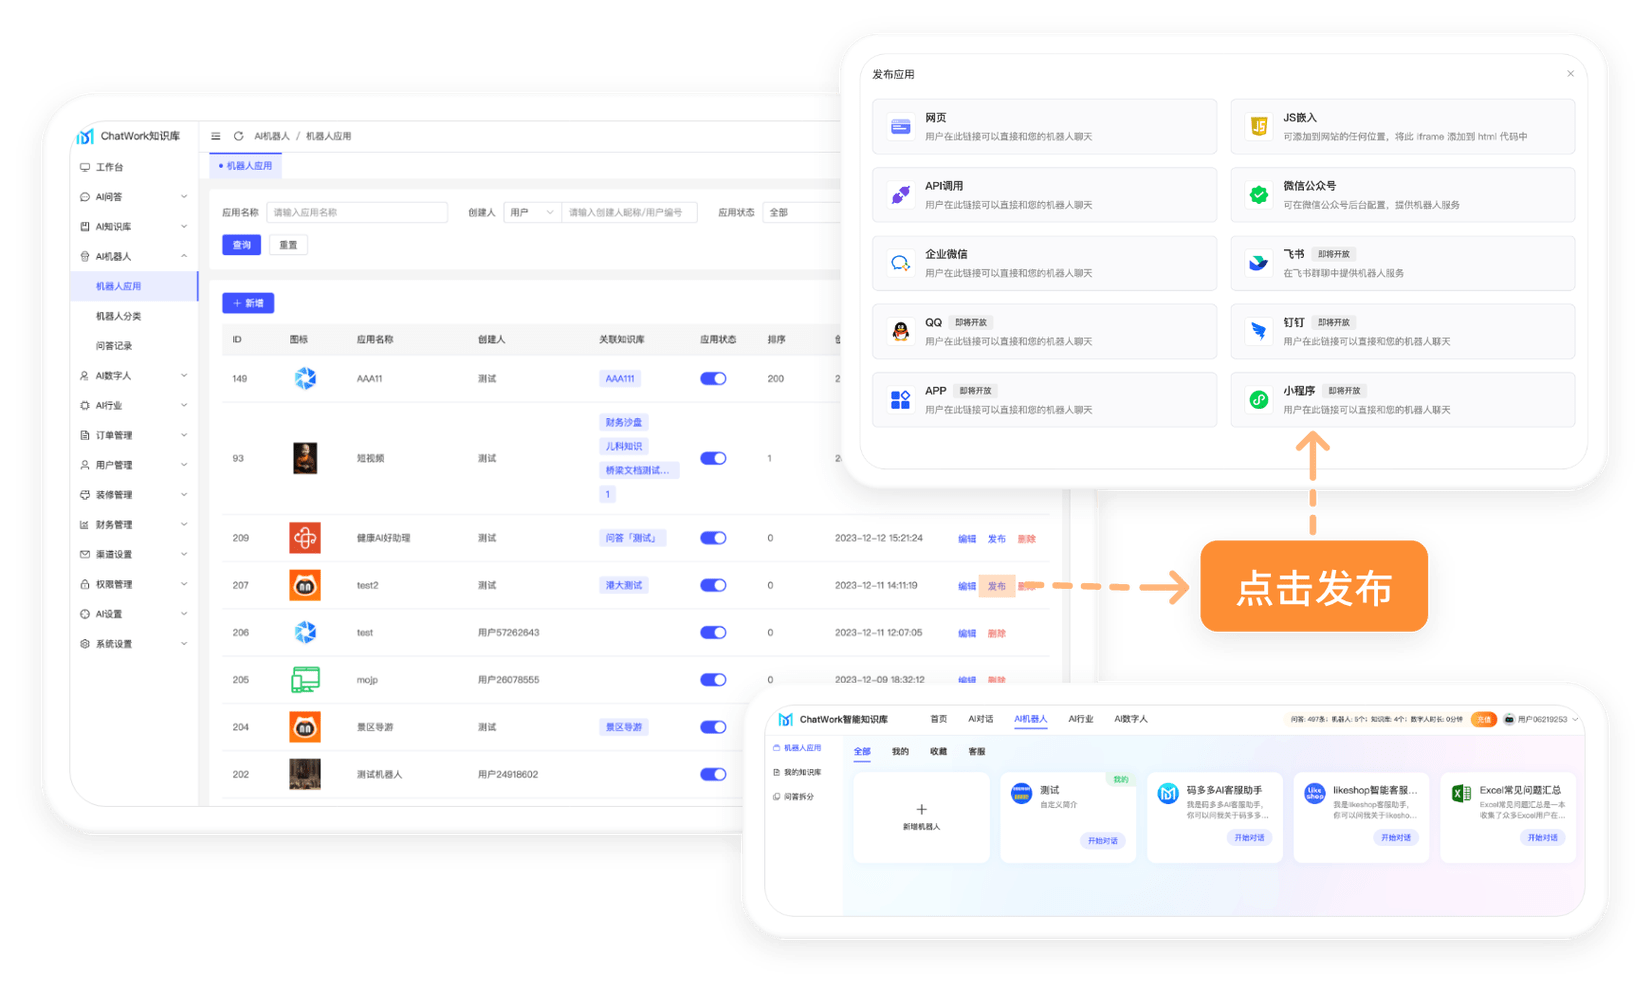 ChatWork知识库
工作台
AI问答
AI知识库
AI机器人
机器人应用
机器人分类
问答记录
AI数字人
AI行业
订单管理
用户管理
装修管理
财务管理
渠道设置
权限管理
AI设置
系统设置
AI机器人 / 机器人应用
机器人应用
应用名称 请输入应用名称 创建人 用户 请输入创建人昵称/用户编号 应用状态 全部
查询 重置
+ 新增
ID 图标 应用名称 创建人 关联知识库 应用状态 排序
149 AAA11 测试 AAA111 200 2
93 短视频 测试 财务沙盘 1
儿科知识
桥梁文档测试...
1
209 健康AI好助理 测试 问答「测试」 0 2023-12-12 15:21:24 编辑 发布 删除
207 test2 测试 港大测试 0 2023-12-11 14:11:19 编辑 发布
206 test 用户57262643 0 2023-12-11 12:07:05 编辑 删除
205 mojp 用户26078555 0 2023-12-09 18:32:12 编辑 删除
204 景区导游 测试 景区导游
202 测试机器人 用户24918602
发布应用
网页
用户在此链接可以直接和您的机器人聊天
JS嵌入
可添加到网站的任何位置，将此 iframe 添加到 html 代码中
API调用
用户在此链接可以直接和您的机器人聊天
微信公众号
可在微信公众号后台配置，提供机器人服务
企业微信
用户在此链接可以直接和您的机器人聊天
飞书 即将开放
在飞书群聊中提供机器人服务
QQ 即将开放
用户在此链接可以直接和您的机器人聊天
钉钉 即将开放
用户在此链接可以直接和您的机器人聊天
APP 即将开放
用户在此链接可以直接和您的机器人聊天
小程序 即将开放
用户在此链接可以直接和您的机器人聊天
点击发布
ChatWork智能知识库 首页 AI对话 AI机器人 AI行业 AI数字人 问答: 497条; 机器人: 5个; 知识库: 4个; 数字人时长: 0分钟 充值 用户06219253
机器人应用
我的知识库
问答拆分
全部 我的 收藏 客服
+
新增机器人
我的
测试
自定义简介
开始对话
码多多AI客服助手
我是码多多AI客服助手,
你可以问我关于码多多...
开始对话
like shop
likeshop智能客服...
我是likeshop客服助手,
你可以问我关于likesho...
开始对话
Excel常见问题汇总
Excel常见问题汇总是一本
收集了众多Excel用户在...
开始对话